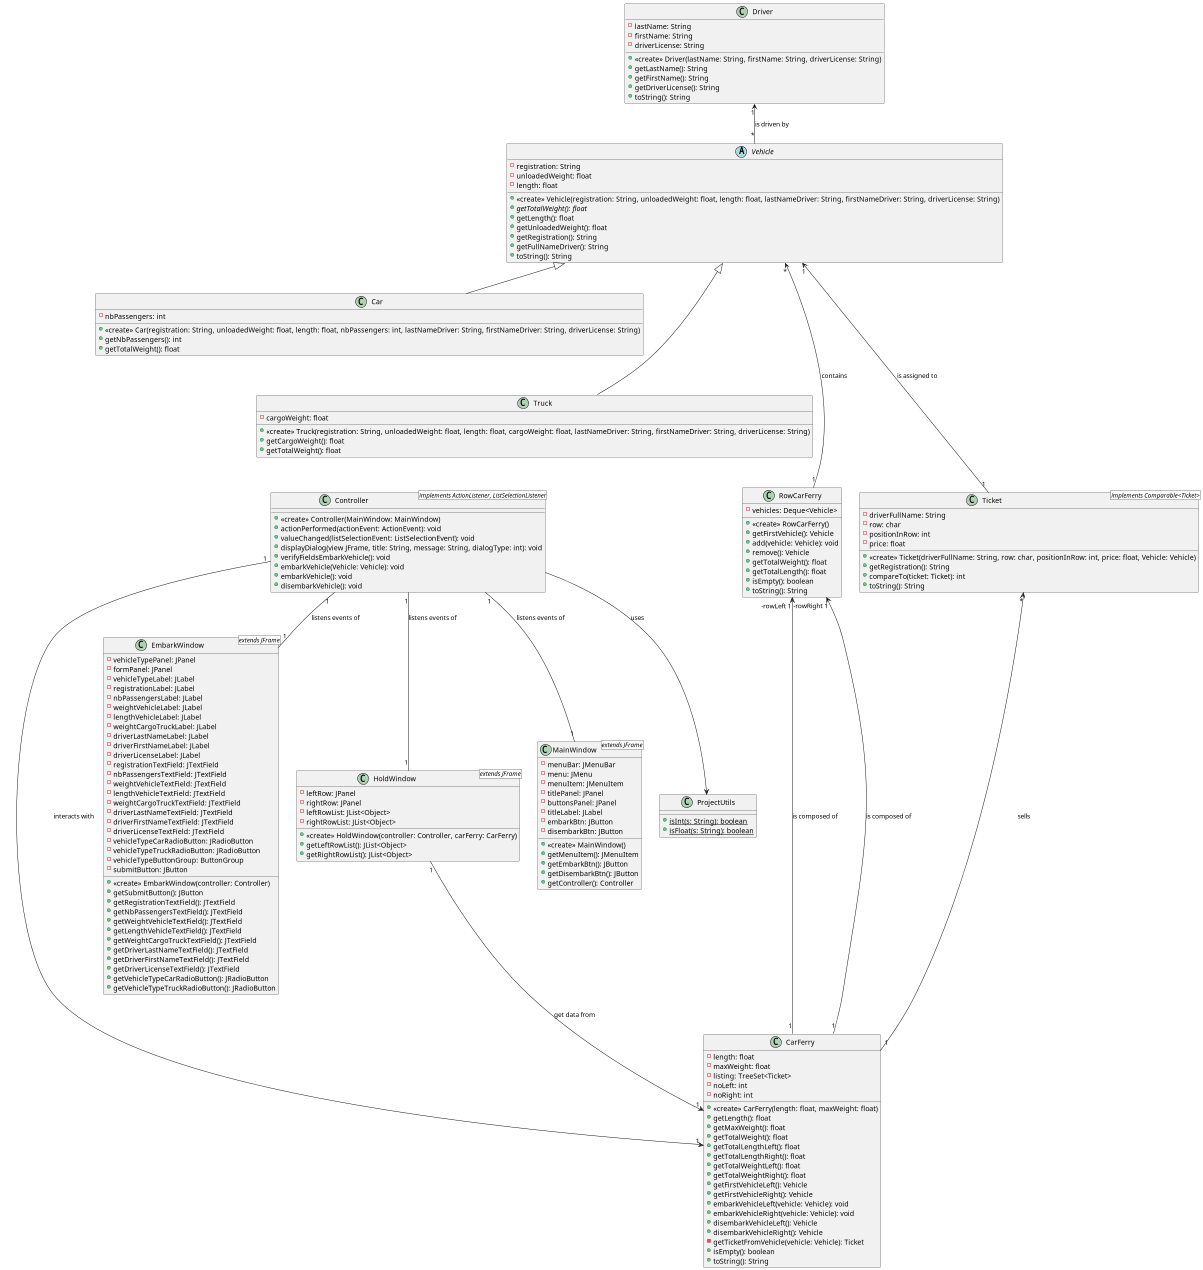 Driver
lastName: String
firstName: String
driverLicense: String
«create» Driver(lastName: String, firstName: String, driverLicense: String)
getLastName(): String
getFirstName(): String
getDriverLicense(): String
toString(): String
1
is driven by
*
Vehicle
registration: String
unloadedWeight: float
length: float
«create» Vehicle(registration: String, unloadedWeight: float, length: float, lastNameDriver: String, firstNameDriver: String, driverLicense: String)
getTotalWeight(): float
getLength(): float
getUnloadedWeight(): float
getRegistration(): String
getFullNameDriver(): String
toString(): String
*
1
Car
nbPassengers: int
«create» Car(registration: String, unloadedWeight: float, length: float, nbPassengers: int, lastNameDriver: String, firstNameDriver: String, driverLicense: String)
getNbPassengers(): int
getTotalWeight(): float
contains
is assigned to
Truck
cargoWeight: float
«create» Truck(registration: String, unloadedWeight: float, length: float, cargoWeight: float, lastNameDriver: String, firstNameDriver: String, driverLicense: String)
getCargoWeight(): float
getTotalWeight(): float
1
1
Controller
implements ActionListener, ListSelectionListener
«create» Controller(MainWindow: MainWindow)
actionPerformed(actionEvent: ActionEvent): void
valueChanged(listSelectionEvent: ListSelectionEvent): void
displayDialog(view JFrame, title: String, message: String, dialogType: int): void
verifyFieldsEmbarkVehicle(): void
embarkVehicle(Vehicle: Vehicle): void
embarkVehicle(): void
disembarkVehicle(): void
RowCarFerry
vehicles: Deque<Vehicle>
«create» RowCarFerry()
getFirstVehicle(): Vehicle
add(vehicle: Vehicle): void
remove(): Vehicle
getTotalWeight(): float
getTotalLength(): float
isEmpty(): boolean
toString(): String
Ticket
implements Comparable<Ticket>
driverFullName: String
row: char
positionInRow: int
price: float
«create» Ticket(driverFullName: String, row: char, positionInRow: int, price: float, Vehicle: Vehicle)
getRegistration(): String
compareTo(ticket: Ticket): int
toString(): String
1
1
1
1
-rowLeft 1
-rowRight 1
*
listens events of
listens events of
listens events of
uses
1
1
1
EmbarkWindow
extends JFrame
vehicleTypePanel: JPanel
formPanel: JPanel
vehicleTypeLabel: JLabel
registrationLabel: JLabel
nbPassengersLabel: JLabel
weightVehicleLabel: JLabel
lengthVehicleLabel: JLabel
weightCargoTruckLabel: JLabel
driverLastNameLabel: JLabel
driverFirstNameLabel: JLabel
driverLicenseLabel: JLabel
registrationTextField: JTextField
nbPassengersTextField: JTextField
weightVehicleTextField: JTextField
lengthVehicleTextField: JTextField
weightCargoTruckTextField: JTextField
driverLastNameTextField: JTextField
driverFirstNameTextField: JTextField
driverLicenseTextField: JTextField
vehicleTypeCarRadioButton: JRadioButton
vehicleTypeTruckRadioButton: JRadioButton
vehicleTypeButtonGroup: ButtonGroup
submitButton: JButton
«create» EmbarkWindow(controller: Controller)
getSubmitButton(): JButton
getRegistrationTextField(): JTextField
getNbPassengersTextField(): JTextField
getWeightVehicleTextField(): JTextField
getLengthVehicleTextField(): JTextField
getWeightCargoTruckTextField(): JTextField
getDriverLastNameTextField(): JTextField
getDriverFirstNameTextField(): JTextField
getDriverLicenseTextField(): JTextField
getVehicleTypeCarRadioButton(): JRadioButton
getVehicleTypeTruckRadioButton(): JRadioButton
HoldWindow
extends JFrame
leftRow: JPanel
rightRow: JPanel
leftRowList: JList<Object>
rightRowList: JList<Object>
«create» HoldWindow(controller: Controller, carFerry: CarFerry)
getLeftRowList(): JList<Object>
getRightRowList(): JList<Object>
MainWindow
extends JFrame
menuBar: JMenuBar
menu: JMenu
menuItem: JMenuItem
titlePanel: JPanel
buttonsPanel: JPanel
titleLabel: JLabel
embarkBtn: JButton
disembarkBtn: JButton
«create» MainWindow()
getMenuItem(): JMenuItem
getEmbarkBtn(): JButton
getDisembarkBtn(): JButton
getController(): Controller
ProjectUtils
isInt(s: String): boolean
isFloat(s: String): boolean
interacts with
is composed of
is composed of
sells
1
get data from
1
1
1
1
1
CarFerry
length: float
maxWeight: float
listing: TreeSet<Ticket>
noLeft: int
noRight: int
«create» CarFerry(length: float, maxWeight: float)
getLength(): float
getMaxWeight(): float
getTotalWeight(): float
getTotalLengthLeft(): float
getTotalLengthRight(): float
getTotalWeightLeft(): float
getTotalWeightRight(): float
getFirstVehicleLeft(): Vehicle
getFirstVehicleRight(): Vehicle
embarkVehicleLeft(vehicle: Vehicle): void
embarkVehicleRight(vehicle: Vehicle): void
disembarkVehicleLeft(): Vehicle
disembarkVehicleRight(): Vehicle
getTicketFromVehicle(vehicle: Vehicle): Ticket
isEmpty(): boolean
toString(): String